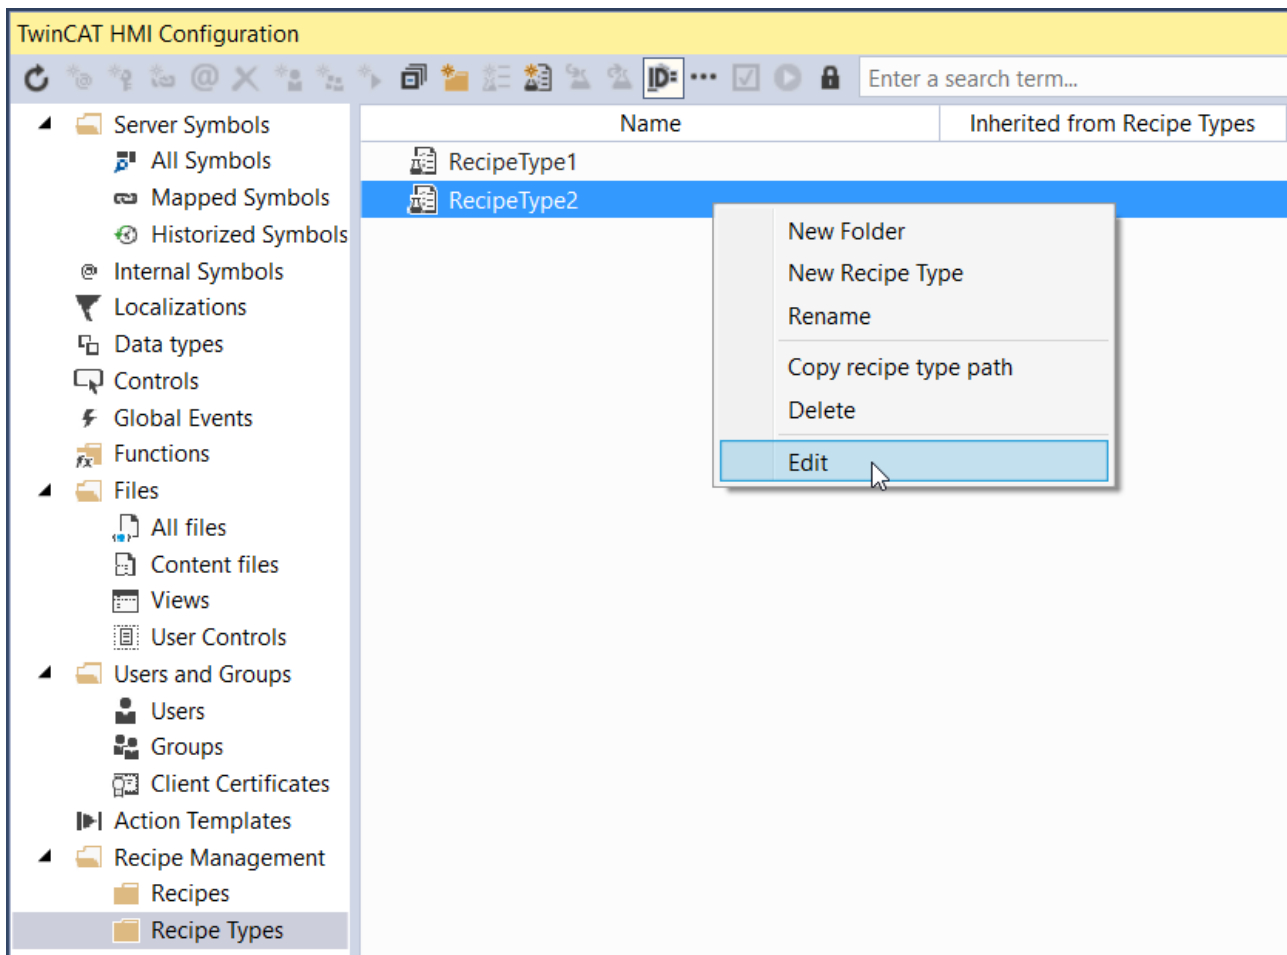 TwinCAT HMI Configuration
ID= Enter a search term...
Server Symbols
All Symbols
Mapped Symbols
Historized Symbols
Internal Symbols
Localizations
Data types
Controls
Global Events
Functions
Files
All files
Content files
Views
User Controls
Users and Groups
Users
Groups
Client Certificates
Action Templates
Recipe Management
Recipes
Recipe Types
Name Inherited from Recipe Types
RecipeType1
RecipeType2
New Folder
New Recipe Type
Rename
Copy recipe type path
Delete
Edit